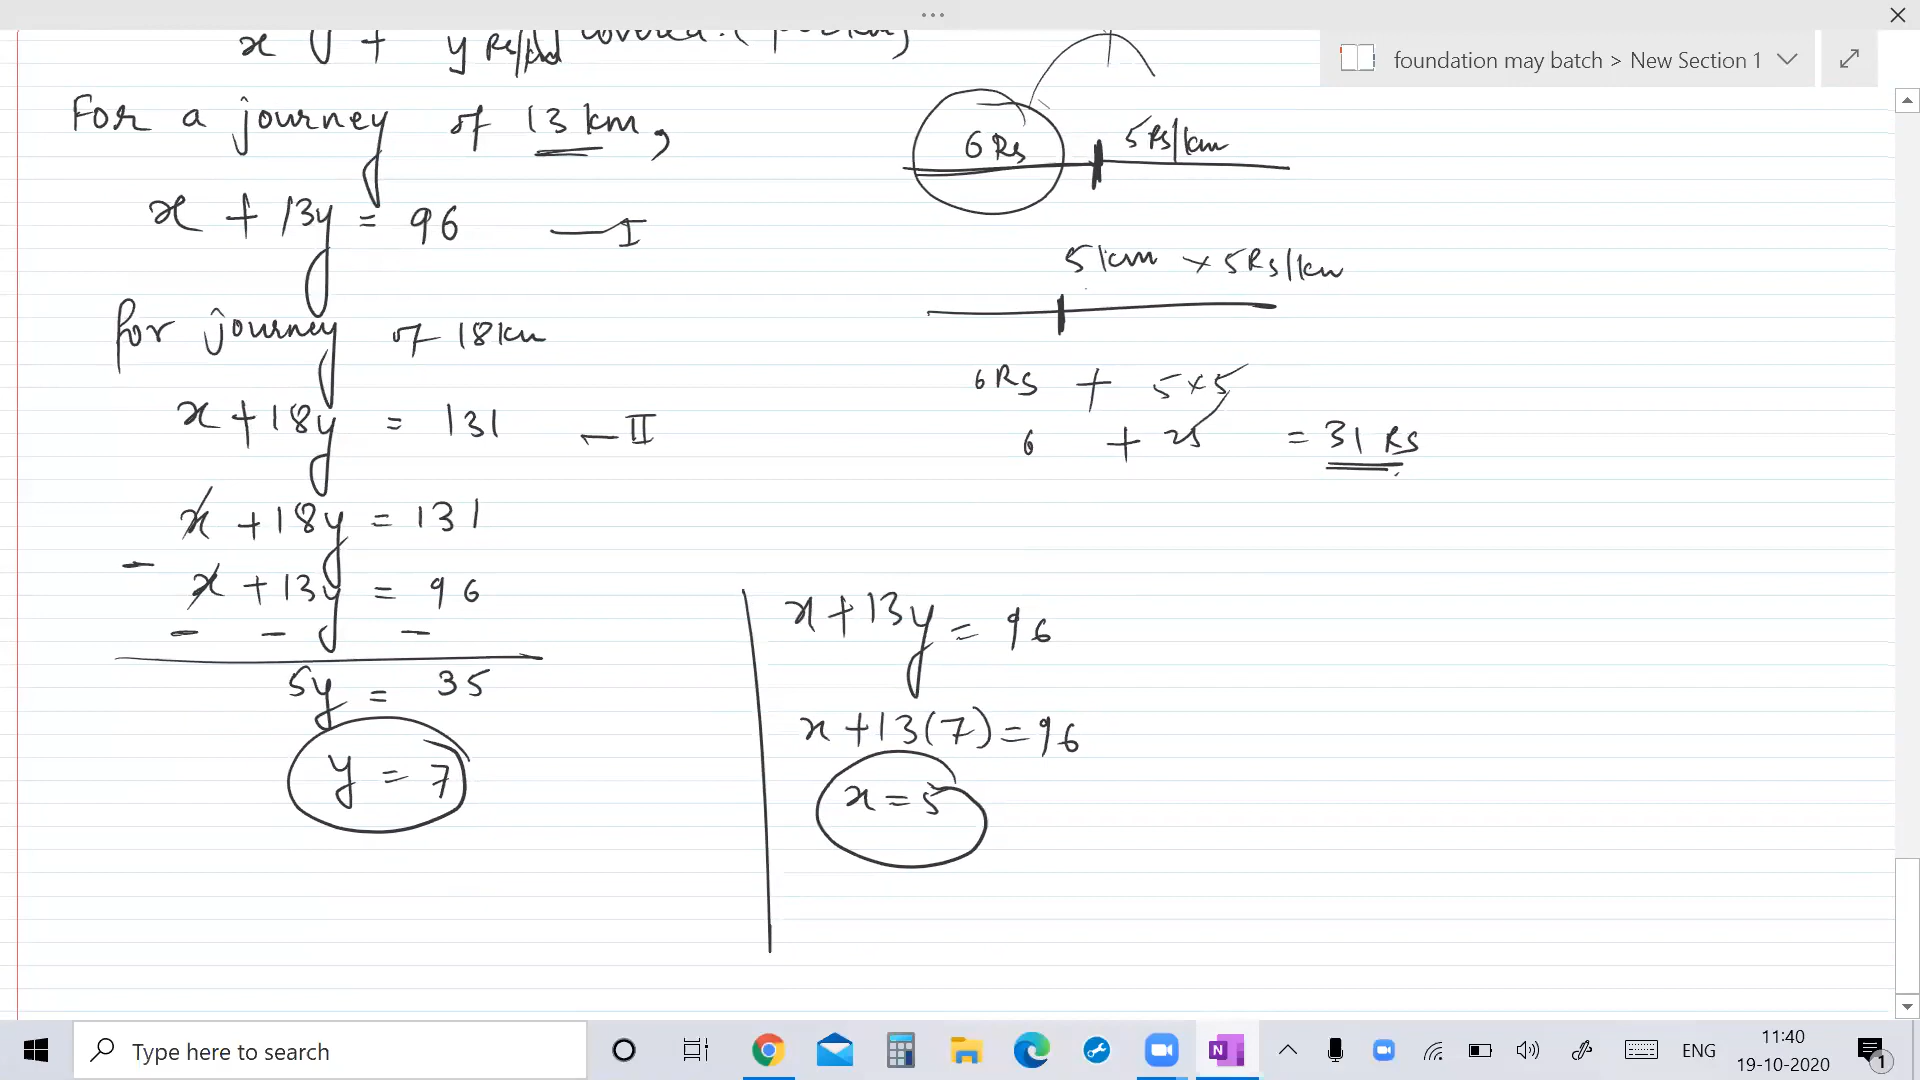 foundation may batch > New Section 1
x + y Rs/
For a journey of 13 km,
x + 13y = 96 — I
for journey of 18km
x + 18y = 131 — II
x + 18y = 131
- x + 13y = 96
- - -
5y = 35
y = 7
6 Rs 5 Rs/km
5 km × 5 Rs/km
6 Rs + 5×5
6 + 25 = 31 Rs
x + 13y = 96
x + 13(7) = 96
x = 5
Type here to search
ENG
11:40
19-10-2020
1